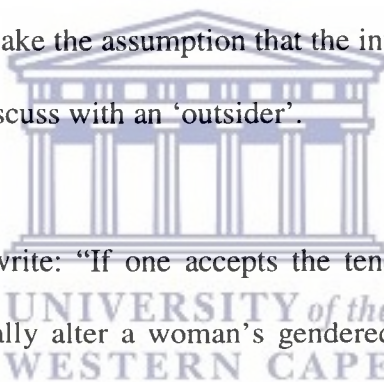 ake the assumption that the in
scuss with an ‘outsider’.
write: “If one accepts the ten
UNIVERSITY of the
ally alter a woman’s gendered
WESTERN CAPE